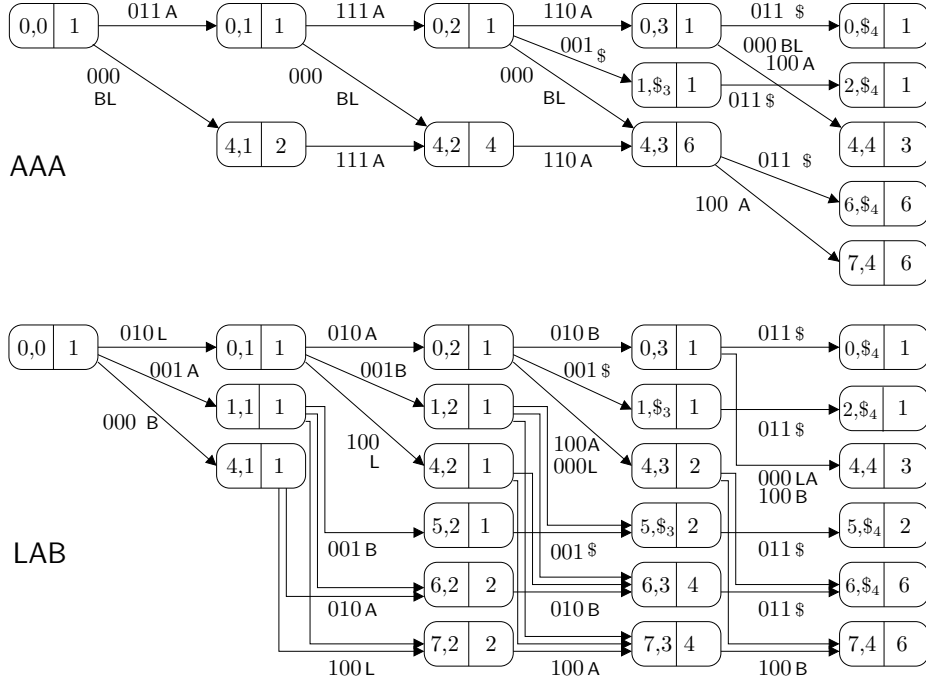 0,0 1 011 A 0,1 1 111 A 0,2 1 110 A 0,3 1 011 $ 0,$4 1
000 BL 000 BL 001 $ 000 BL 000 BL 100 A
1,$3 1 011 $ 2,$4 1
AAA 4,1 2 111 A 4,2 4 110 A 4,3 6 4,4 3
011 $ 6,$4 6
100 A 7,4 6
0,0 1 010 L 0,1 1 010 A 0,2 1 010 B 0,3 1 011 $ 0,$4 1
001 A 001 B 001 $
1,1 1 1,2 1 1,$3 1 011 $ 2,$4 1
000 B 100 L 100 A 000 L
4,1 1 4,2 1 4,3 2 4,4 3
000 LA 100 B
5,2 1 5,$3 2 5,$4 2
LAB 001 B 001 $ 011 $
6,2 2 6,3 4 6,$4 6
010 A 010 B 011 $
7,2 2 7,3 4 7,4 6
100 L 100 A 100 B